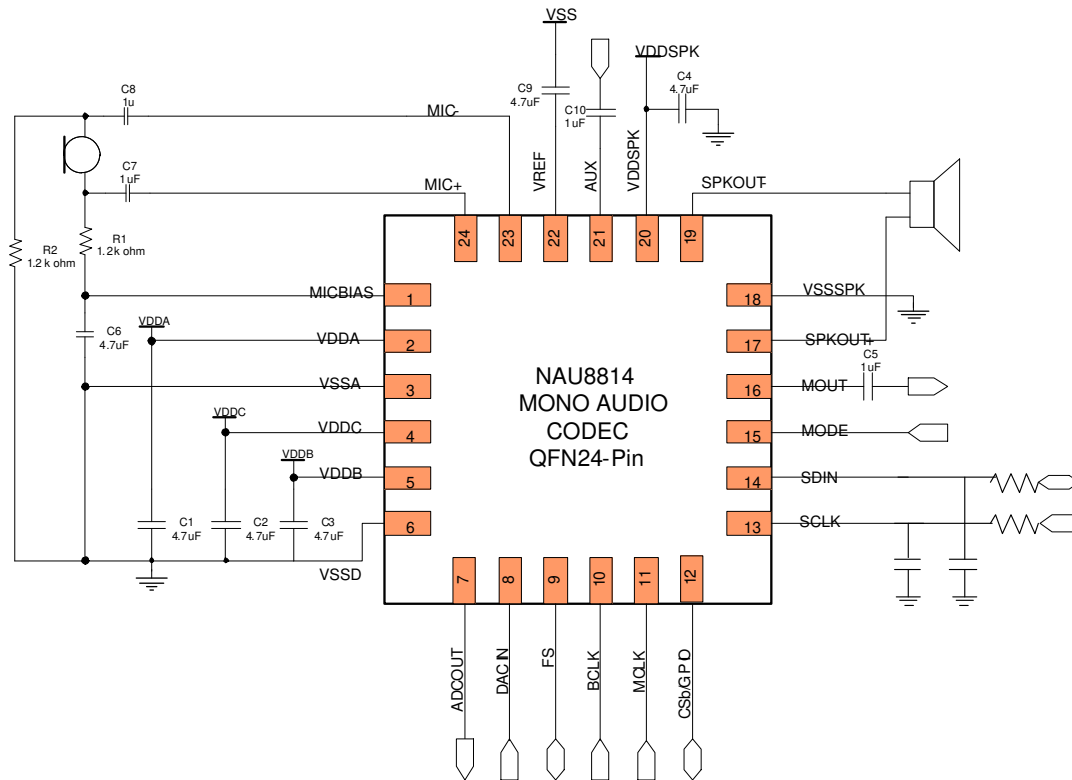 VSS
VDDSPK
C8
1u
C9
4.7uF
C10
1uF
C4
4.7uF
MIC-
C7
1uF
MIC+
VREF
AUX
VDDSPK
SPKOUT-
R2
1.2k ohm
R1
1.2k ohm
24
23
22
21
20
19
MICBIAS
1
18
VSSSPK
C6
4.7uF
VDDA
VDDA
2
17
SPKOUT+
C5
1uF
VSSA
3
16
MOUT
NAU8814
MONO AUDIO
CODEC
QFN24-Pin
VDDC
VDDC
4
15
MODE
VDDB
VDDB
5
14
SDIN
C1
4.7uF
C2
4.7uF
C3
4.7uF
6
13
SCLK
VSSD
7
8
9
10
11
12
ADCOUT
DACIN
FS
BCLK
MCLK
CSb/GPIO